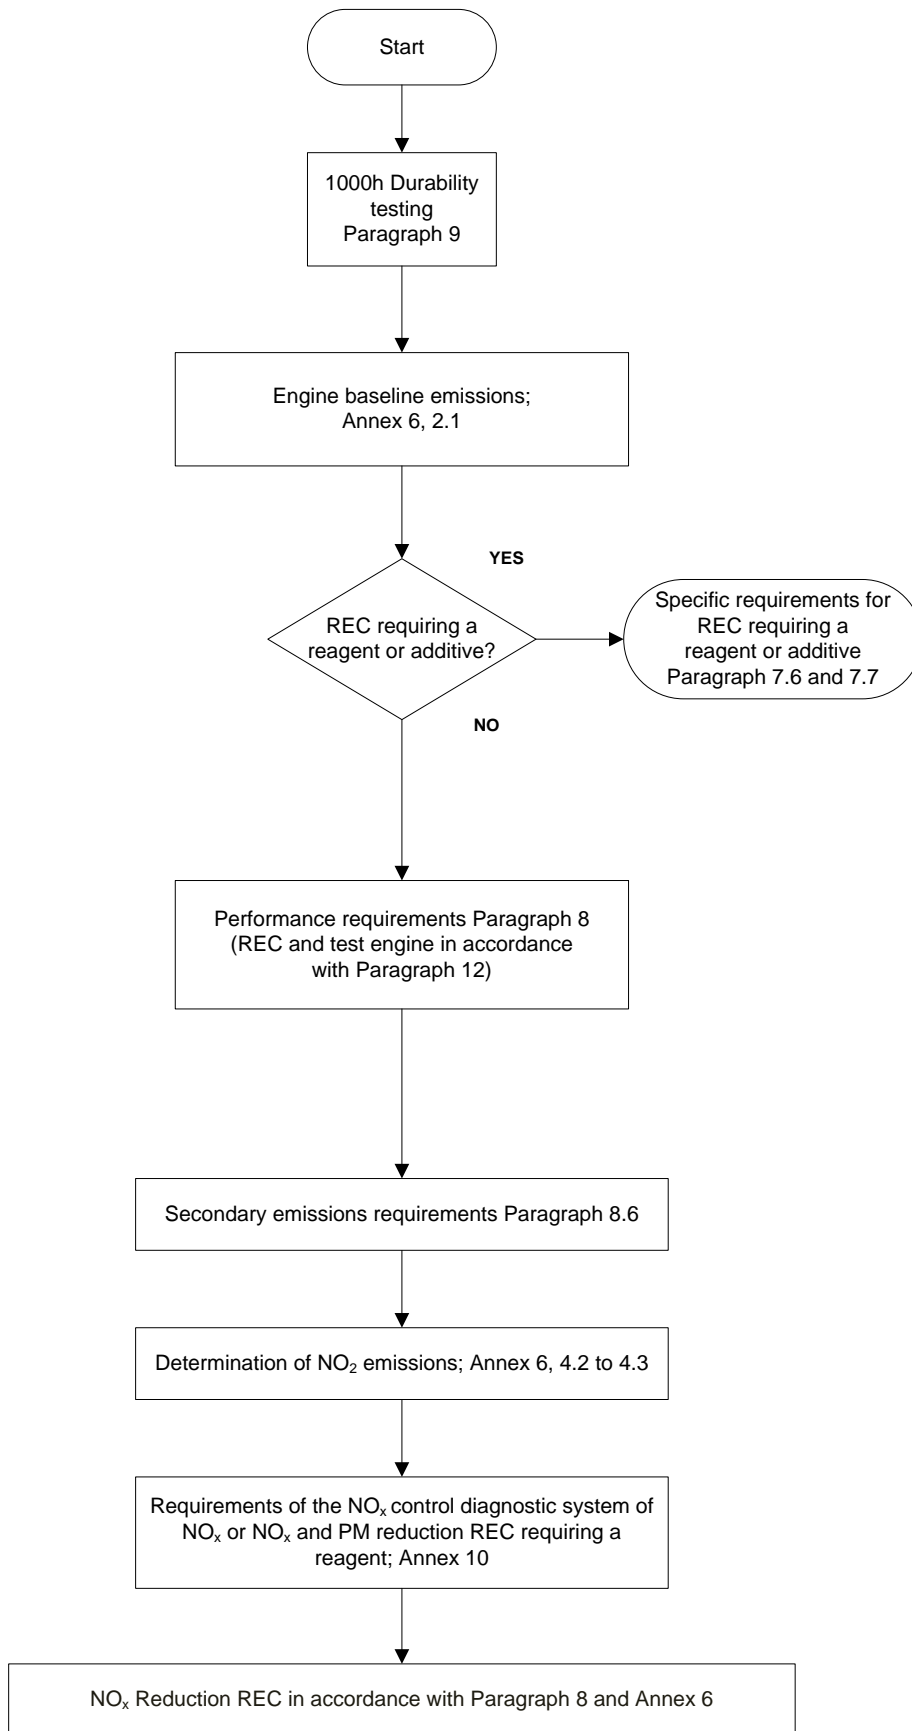 Start
1000h Durability
testing
Paragraph 9
Engine baseline emissions;
Annex 6, 2.1
YES
REC requiring a
reagent or additive?
Specific requirements for
REC requiring a
reagent or additive
Paragraph 7.6 and 7.7
NO
Performance requirements Paragraph 8
(REC and test engine in accordance
with Paragraph 12)
Secondary emissions requirements Paragraph 8.6
Determination of NO₂ emissions; Annex 6, 4.2 to 4.3
Requirements of the NOₓ control diagnostic system of
NOₓ or NOₓ and PM reduction REC requiring a
reagent; Annex 10
NOₓ Reduction REC in accordance with Paragraph 8 and Annex 6